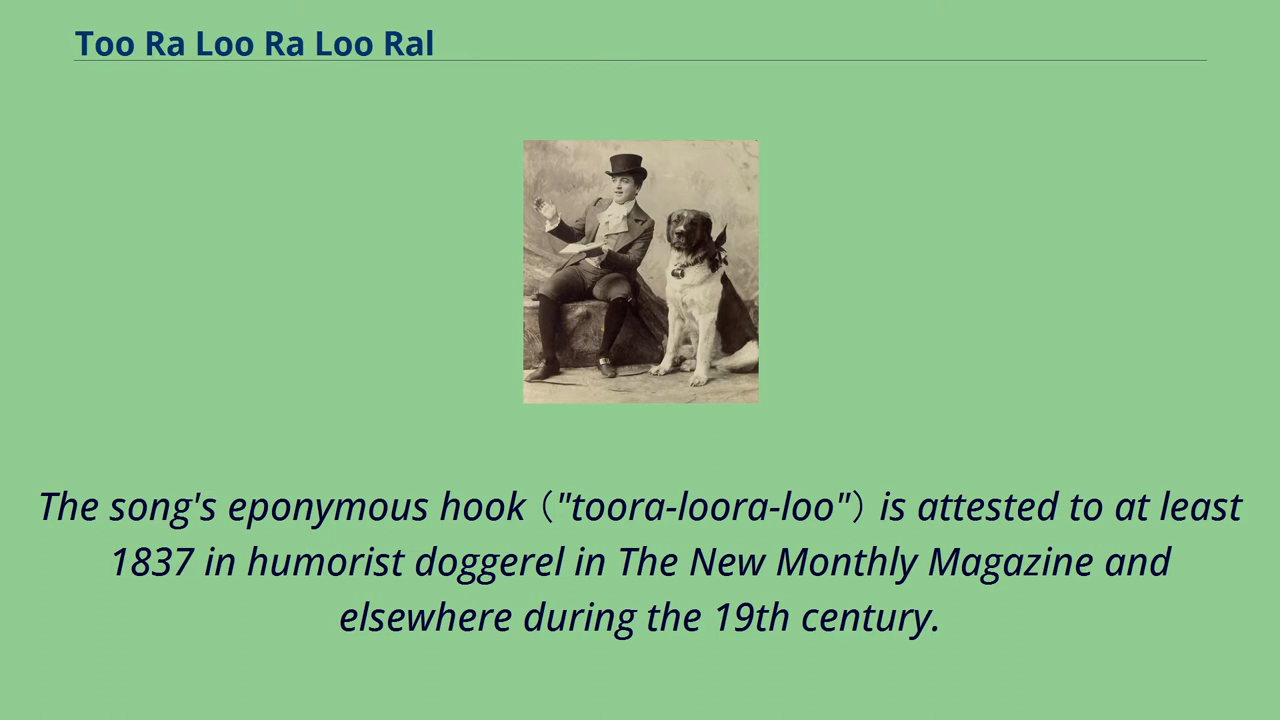 Too Ra Loo Ra Loo Ral
The song's eponymous hook（"toora-loora-loo"）is attested to at least
1837 in humorist doggerel in The New Monthly Magazine and
elsewhere during the 19th century.